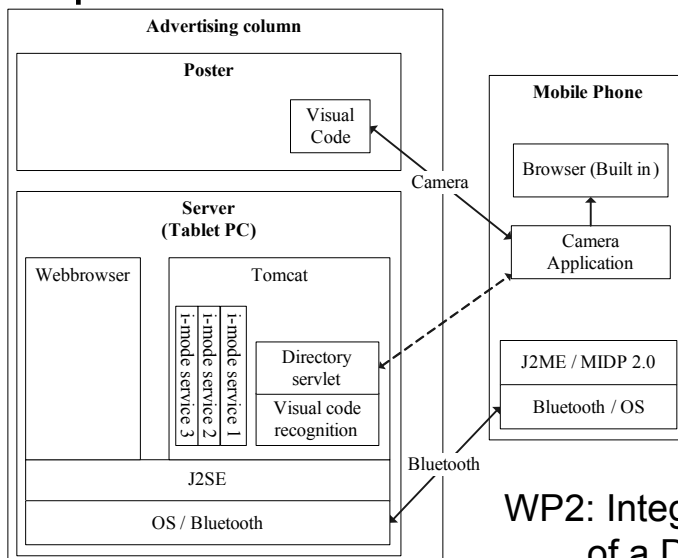 Advertising column
Poster
Visual
Code
Mobile Phone
Browser (Built in)
Camera
Camera
Application
Server
(Tablet PC)
Webbrowser
Tomcat
i-mode service 3
i-mode service 2
i-mode service 1
Directory
servlet
Visual code
recognition
J2ME / MIDP 2.0
Bluetooth / OS
Bluetooth
J2SE
OS / Bluetooth
WP2:
of a